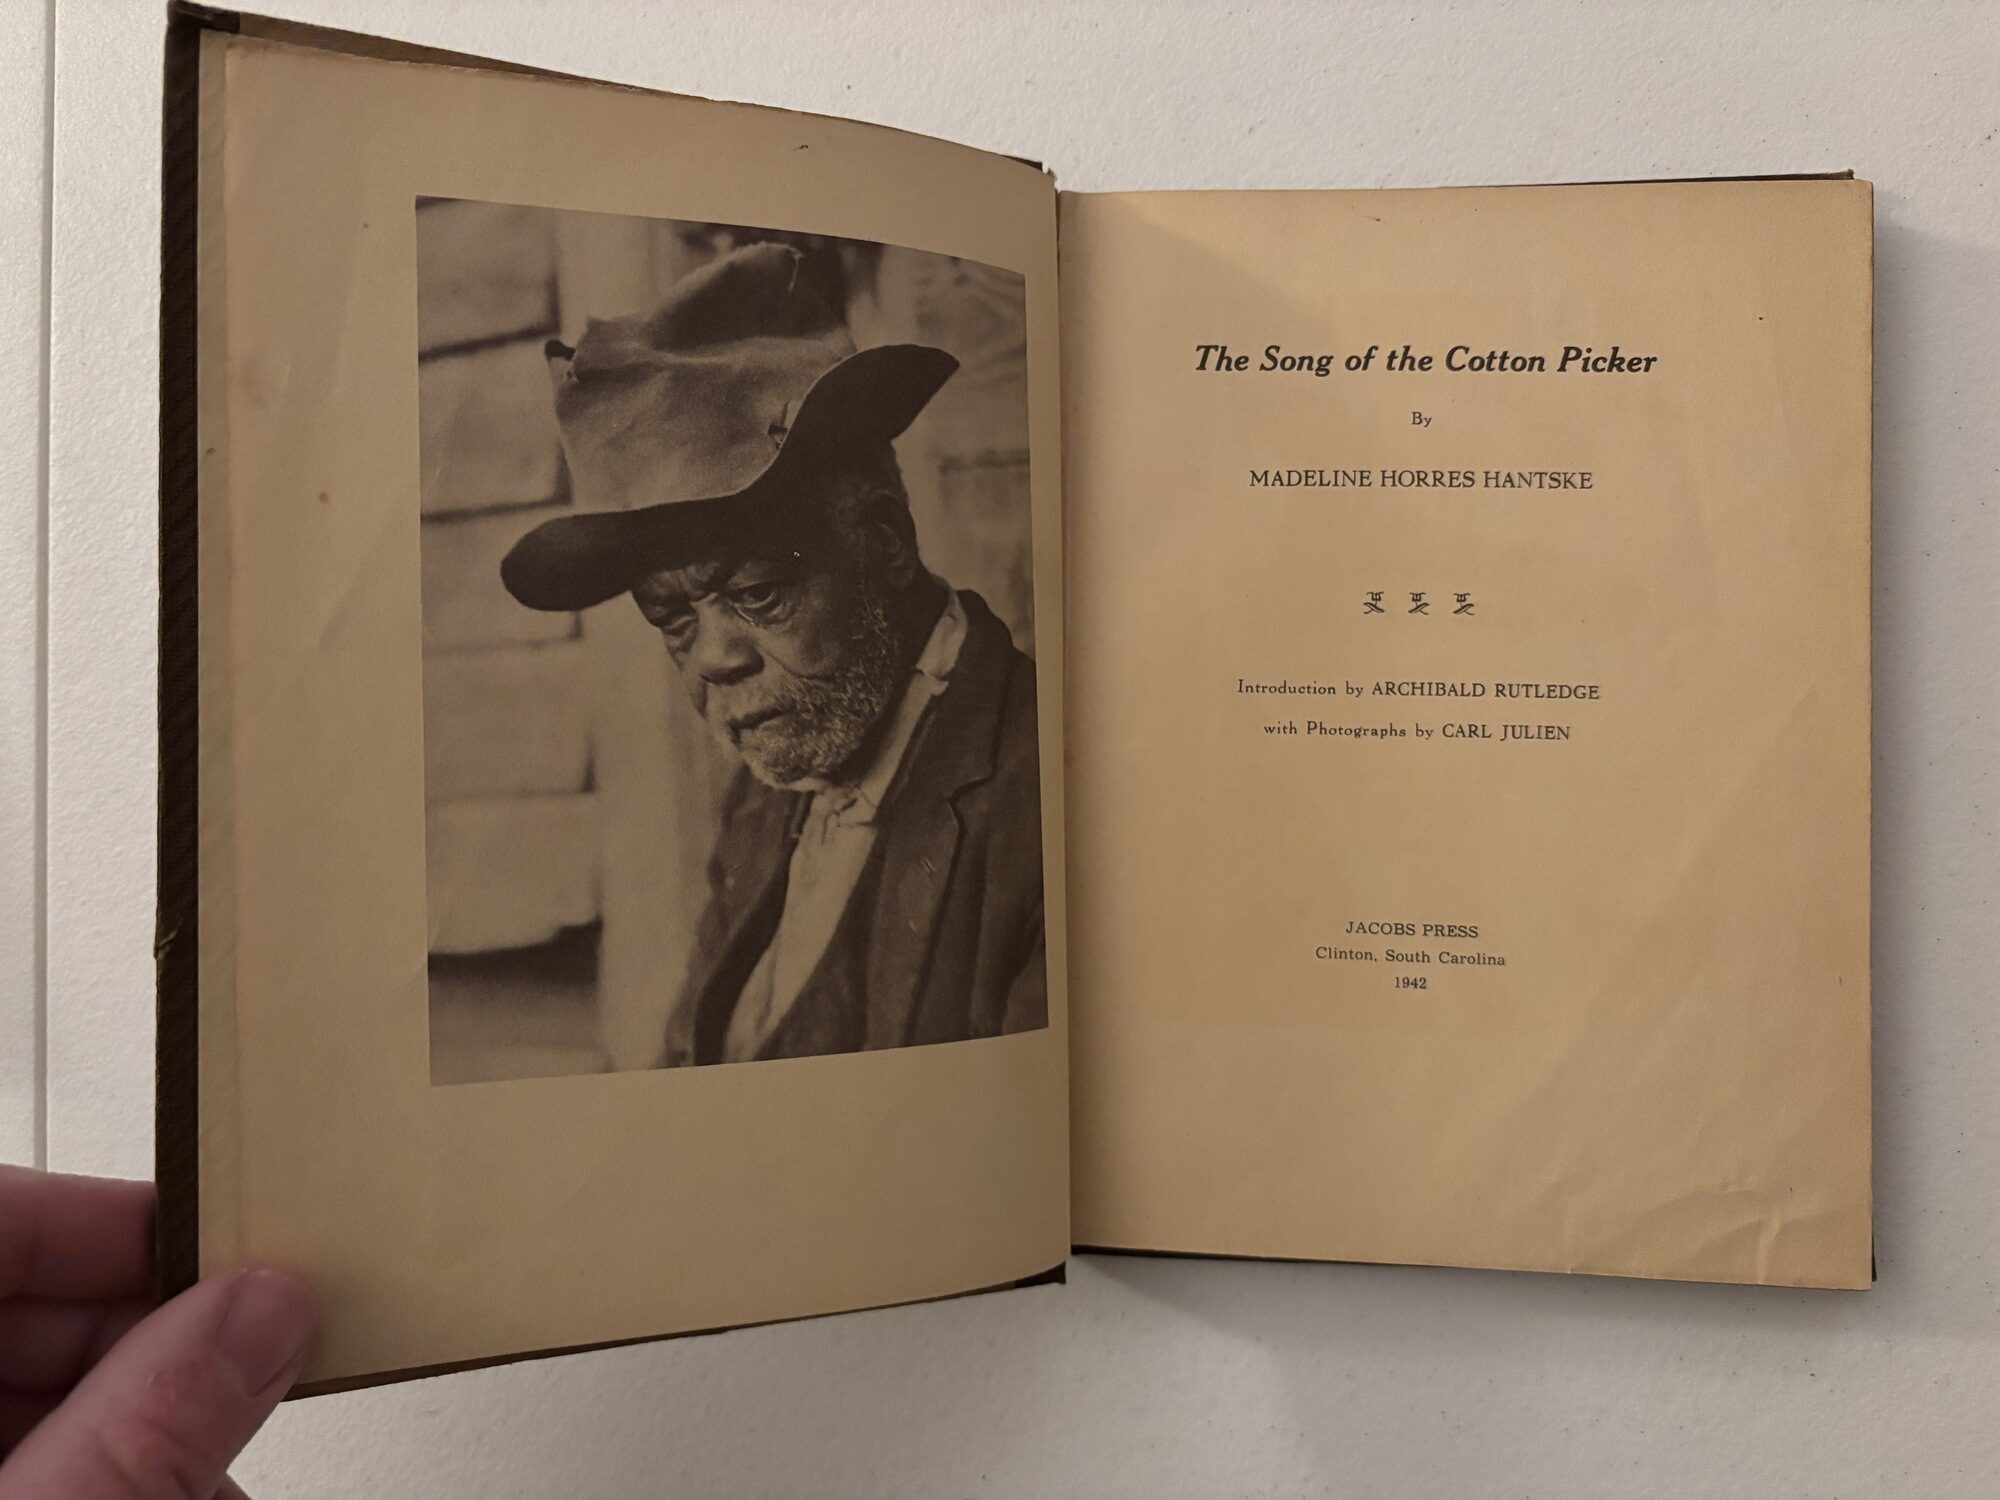 The Song of the Cotton Picker
By
MADELINE HORRES HANTSKE
Introduction by ARCHIBALD RUTLEDGE
with Photographs by CARL JULIEN
JACOBS PRESS
Clinton, South Carolina
1942